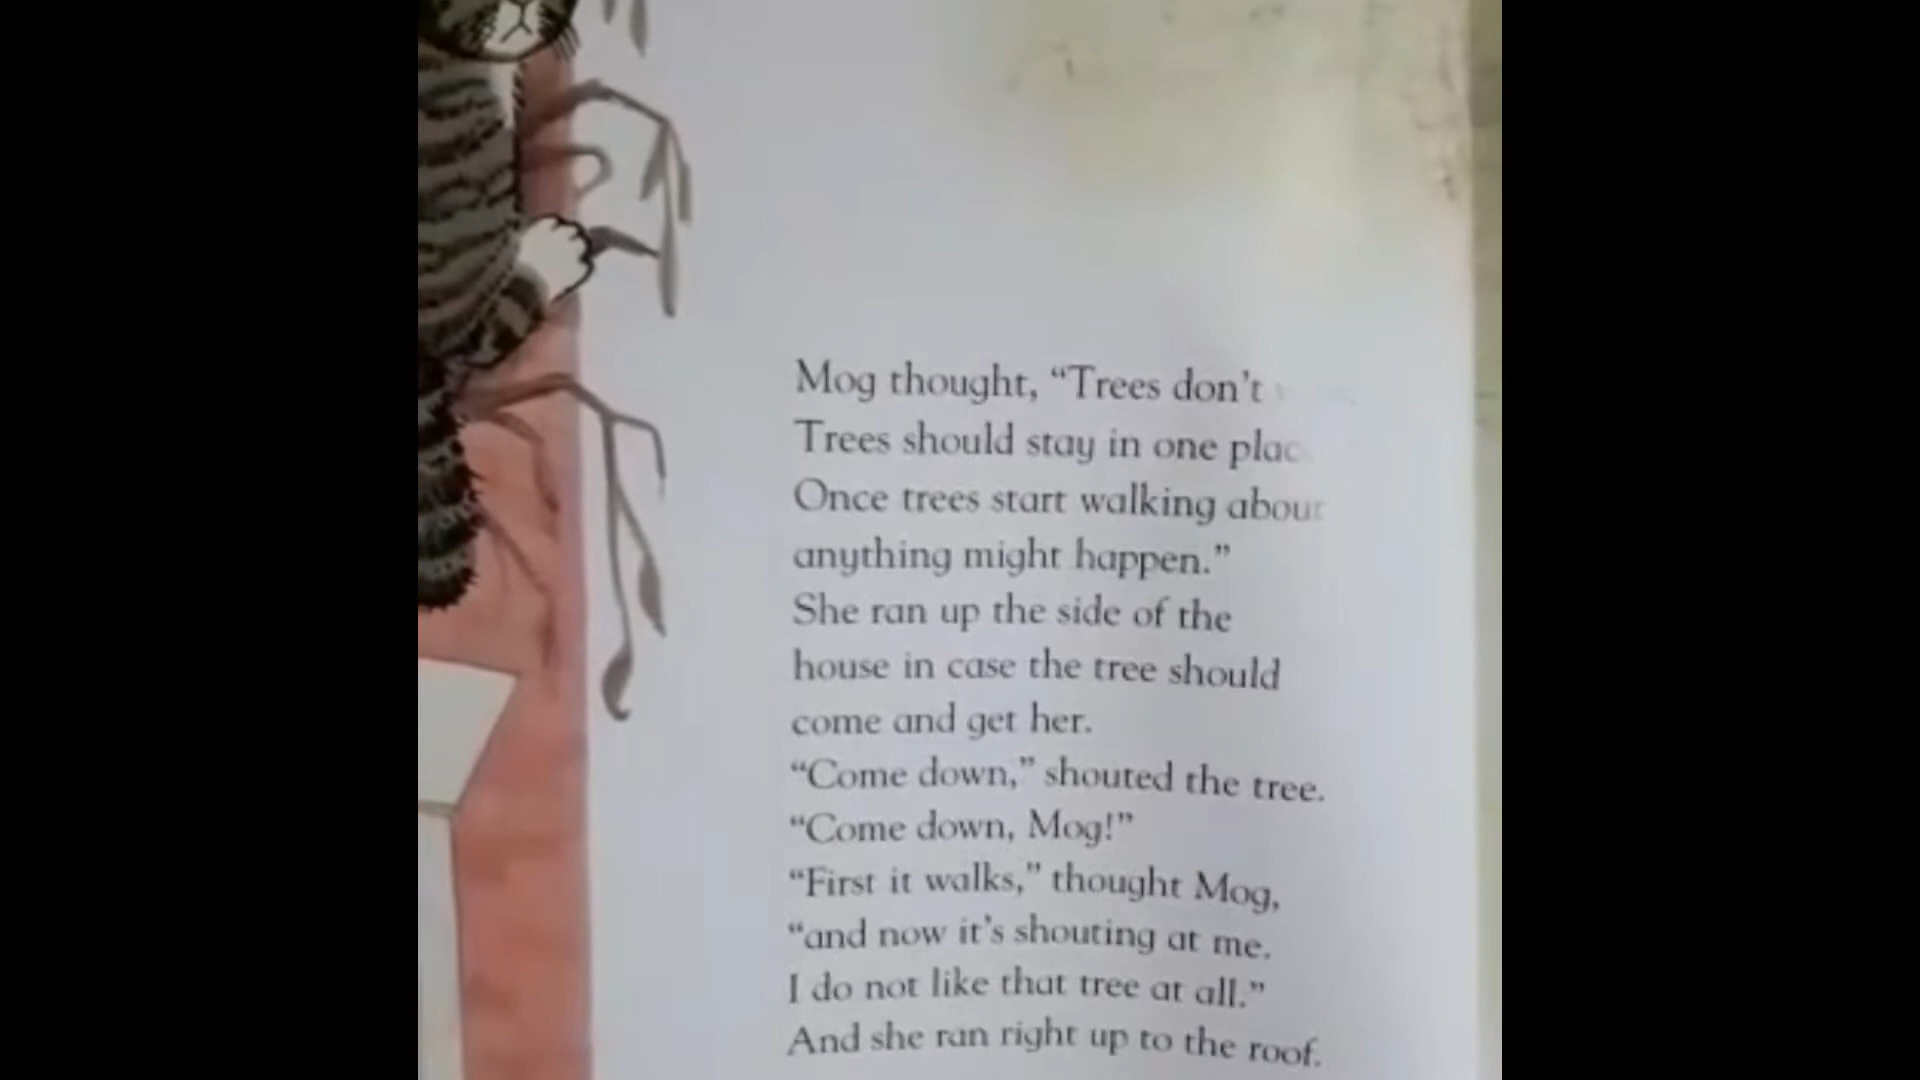 Mog thought, “Trees don’t
Trees should stay in one plac
Once trees start walking about
anything might happen.”
She ran up the side of the
house in case the tree should
come and get her.
“Come down,” shouted the tree.
“Come down, Mog!”
“First it walks,” thought Mog,
“and now it’s shouting at me.
I do not like that tree at all.”
And she ran right up to the roof.